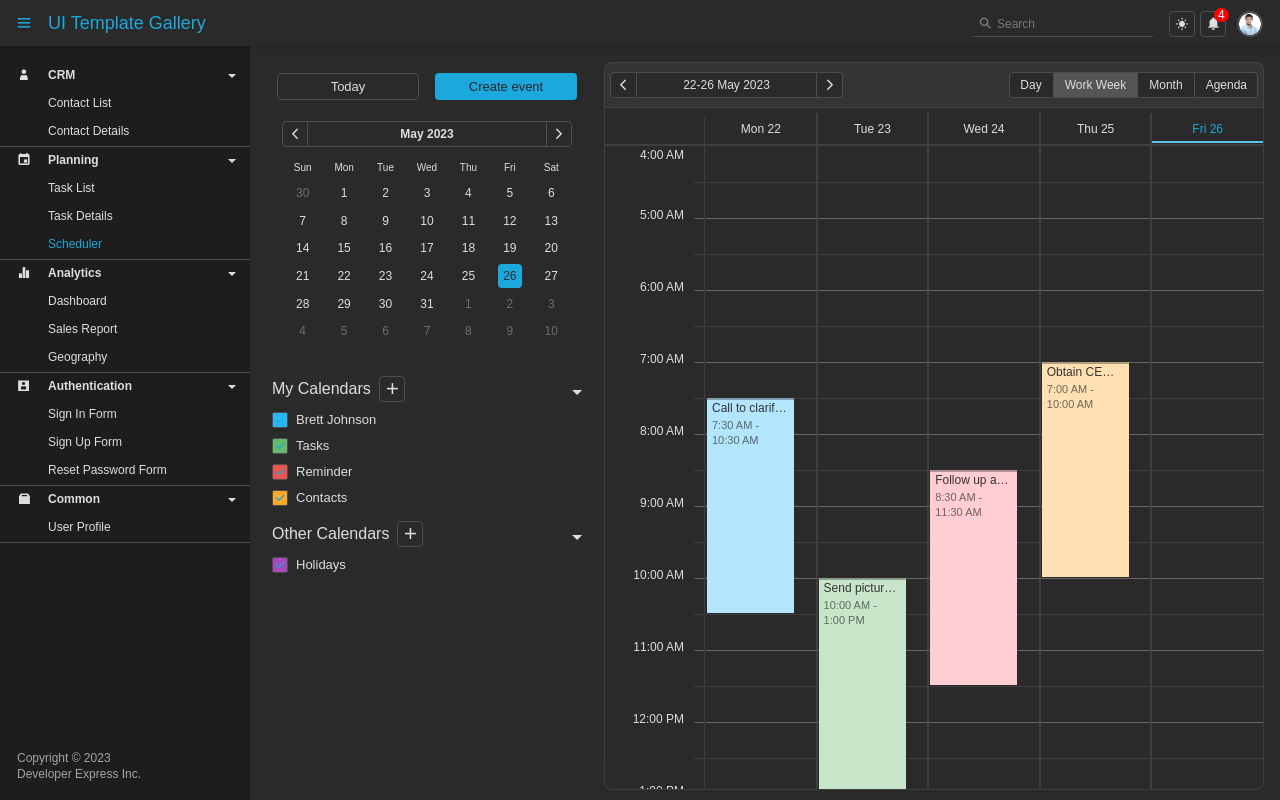 UI Template Gallery
Search
4
CRM
Contact List
Contact Details
Planning
Task List
Task Details
Scheduler
Analytics
Dashboard
Sales Report
Geography
Authentication
Sign In Form
Sign Up Form
Reset Password Form
Common
User Profile
Copyright © 2023
Developer Express Inc.
Today
Create event
May 2023
Sun Mon Tue Wed Thu Fri Sat
30 1 2 3 4 5 6
7 8 9 10 11 12 13
14 15 16 17 18 19 20
21 22 23 24 25 26 27
28 29 30 31 1 2 3
4 5 6 7 8 9 10
My Calendars
Brett Johnson
Tasks
Reminder
Contacts
Other Calendars
Holidays
22-26 May 2023
Day Work Week Month Agenda
Mon 22 Tue 23 Wed 24 Thu 25 Fri 26
4:00 AM
5:00 AM
6:00 AM
7:00 AM
8:00 AM
9:00 AM
10:00 AM
11:00 AM
12:00 PM
1:00 PM
Call to clarif…
7:30 AM -
10:30 AM
Send pictur…
10:00 AM -
1:00 PM
Follow up a…
8:30 AM -
11:30 AM
Obtain CE…
7:00 AM -
10:00 AM